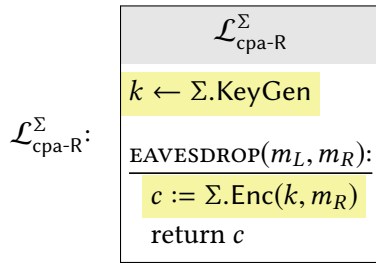 𝓛^Σ_cpa-R
k ← Σ.KeyGen
𝓛^Σ_cpa-R:
EAVESDROP(m_L, m_R):
c := Σ.Enc(k, m_R)
return c